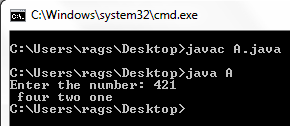 C:\Windows\system32\cmd.exe
C:\Users\rags\Desktop>javac A.java
C:\Users\rags\Desktop>java A
Enter the number: 421
four two one
C:\Users\rags\Desktop>